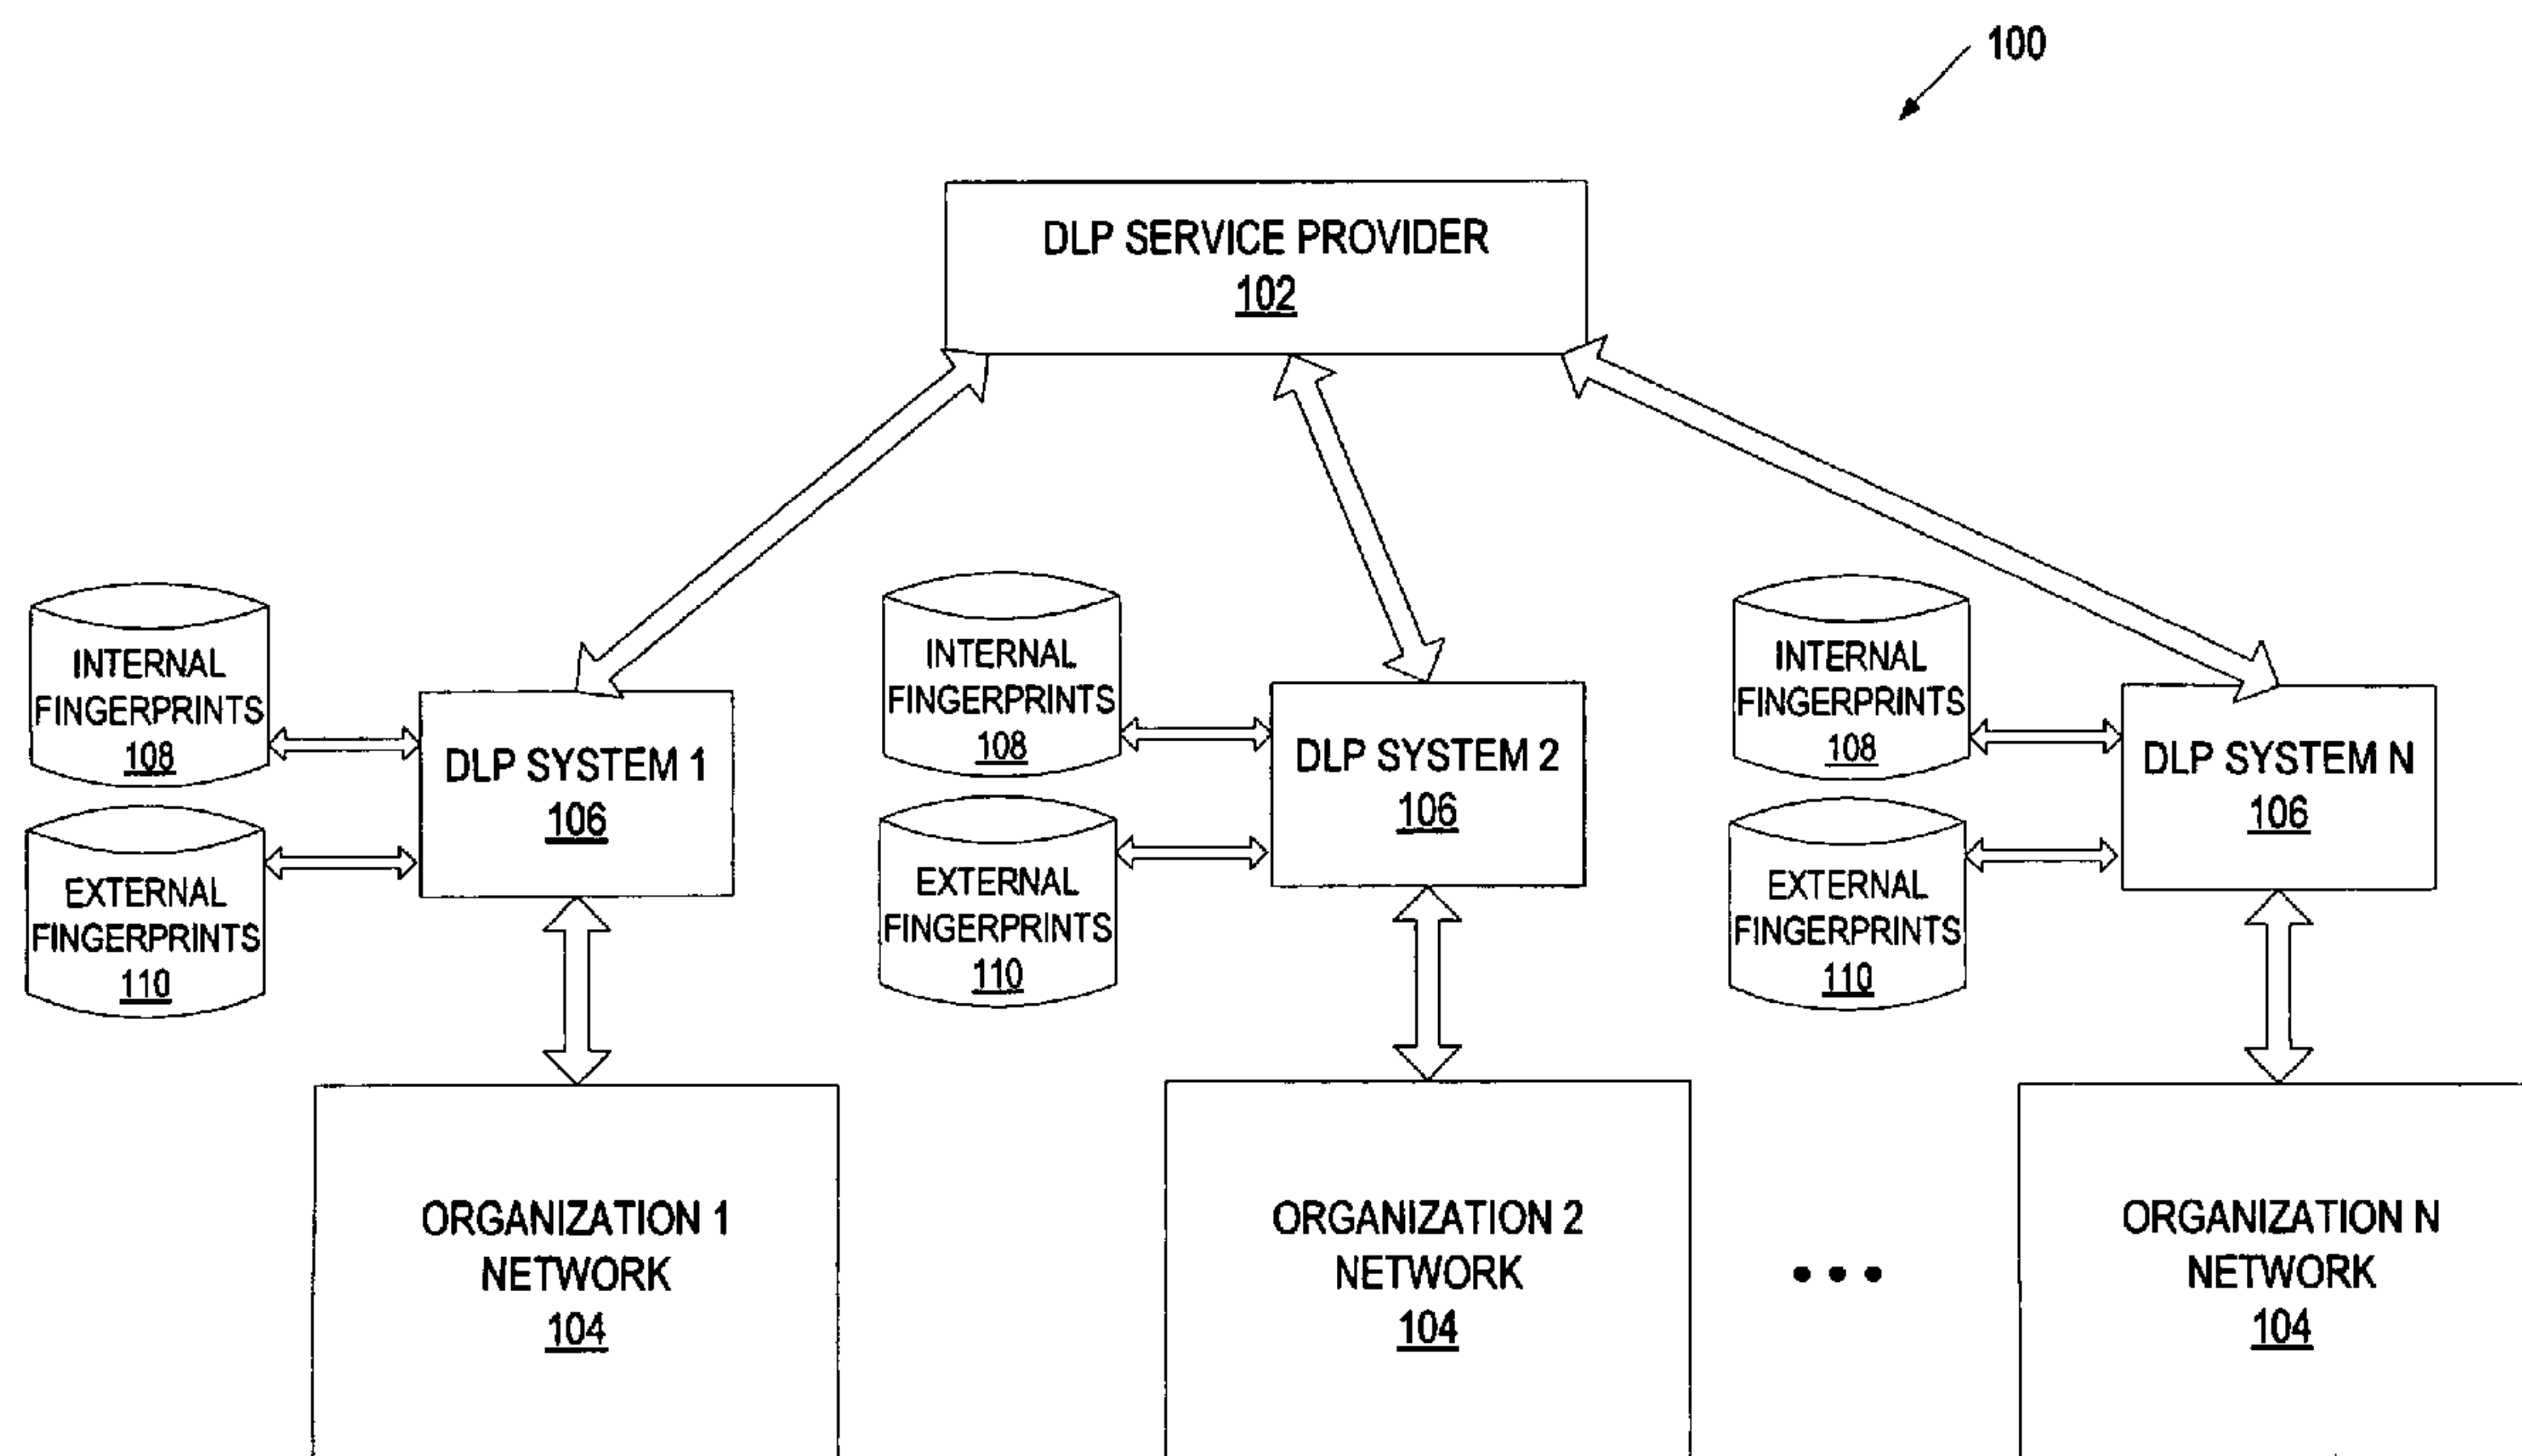 100
DLP SERVICE PROVIDER
102
INTERNAL
FINGERPRINTS
108
DLP SYSTEM 1
106
EXTERNAL
FINGERPRINTS
110
INTERNAL
FINGERPRINTS
108
DLP SYSTEM 2
106
EXTERNAL
FINGERPRINTS
110
INTERNAL
FINGERPRINTS
108
DLP SYSTEM N
106
EXTERNAL
FINGERPRINTS
110
ORGANIZATION 1
NETWORK
104
ORGANIZATION 2
NETWORK
104
• • •
ORGANIZATION N
NETWORK
104